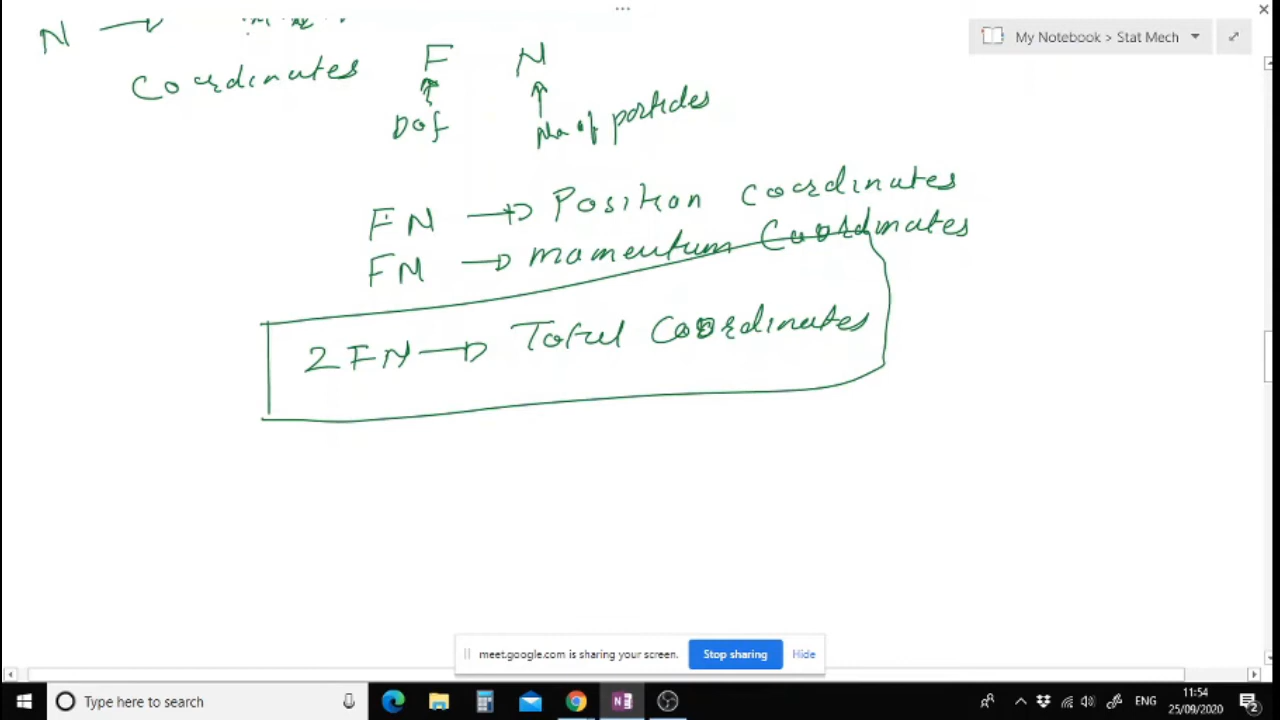 ...
My Notebook > Stat Mech
N →
Coordinates F N
DoF No of particles
FN → Position Coordinates
FN → momentum Coordinates
2FN → Total Coordinates
meet.google.com is sharing your screen. Stop sharing Hide
Type here to search
ENG 11:54 25/09/2020 2